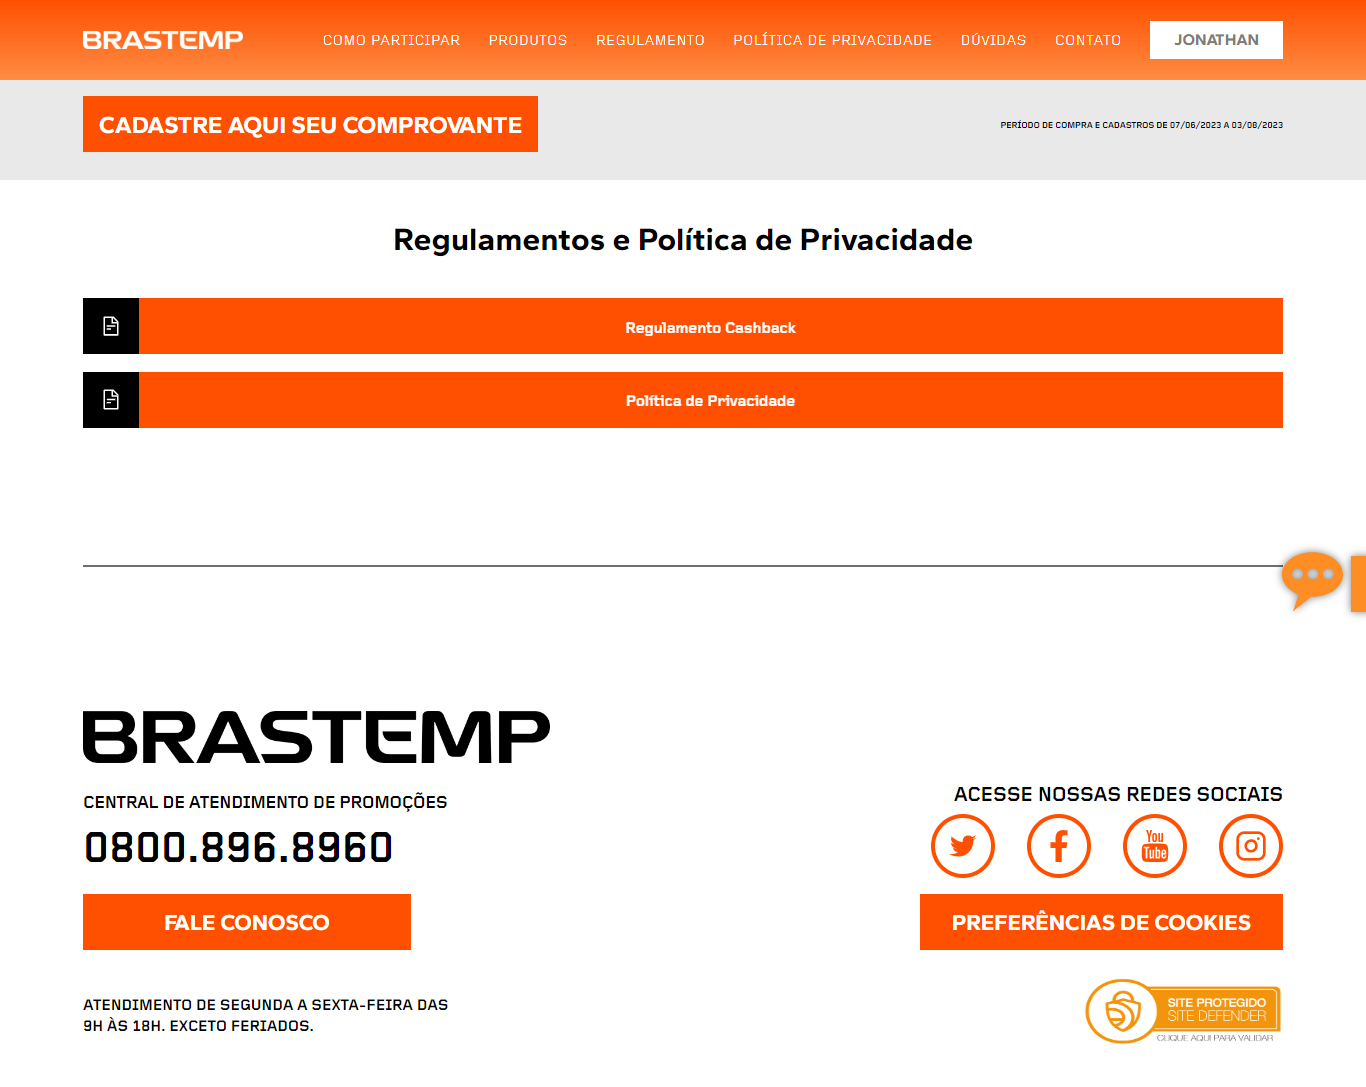 BRASTEMP
COMO PARTICIPAR
PRODUTOS
REGULAMENTO
POLÍTICA DE PRIVACIDADE
DÚVIDAS
CONTATO
JONATHAN
CADASTRE AQUI SEU COMPROVANTE
PERÍODO DE COMPRA E CADASTROS DE 07/06/2023 A 03/08/2023
Regulamentos e Política de Privacidade
Regulamento Cashback
Política de Privacidade
BRASTEMP
CENTRAL DE ATENDIMENTO DE PROMOÇÕES
0800.896.8960
FALE CONOSCO
ATENDIMENTO DE SEGUNDA A SEXTA-FEIRA DAS
9H ÀS 18H. EXCETO FERIADOS.
ACESSE NOSSAS REDES SOCIAIS
You
Tube
PREFERÊNCIAS DE COOKIES
SITE PROTEGIDO
SITE DEFENDER
CLIQUE AQUI PARA VALIDAR